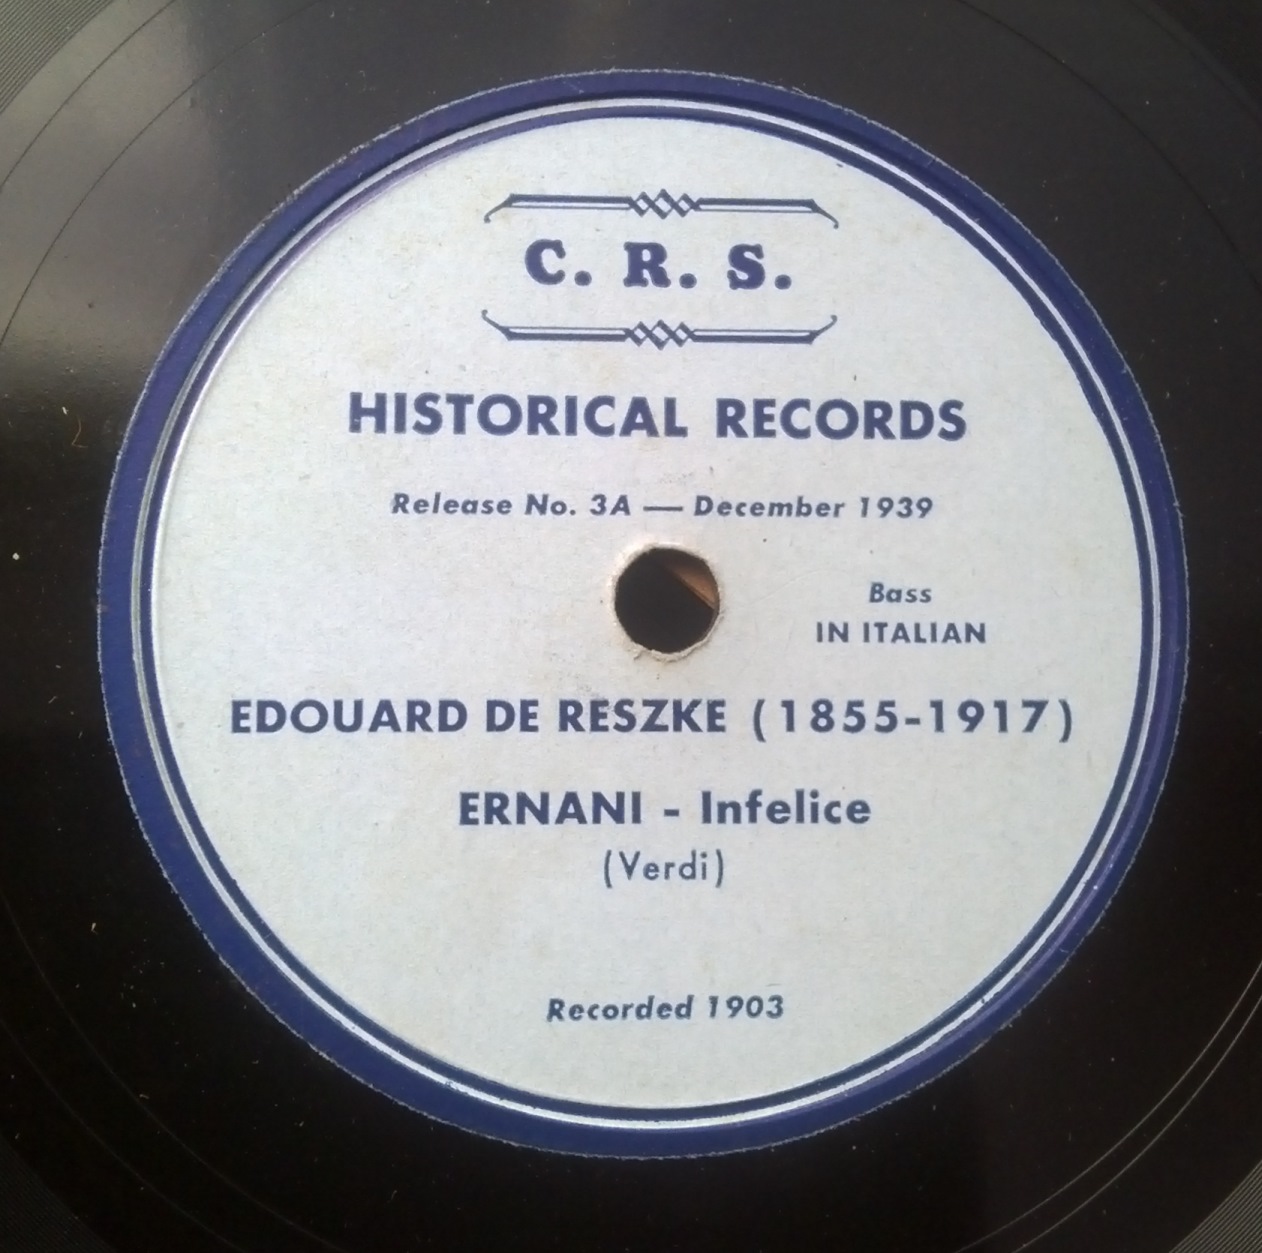 C. R. S.
HISTORICAL RECORDS
Release No. 3A — December 1939
Bass
IN ITALIAN
EDOUARD DE RESZKE (1855-1917)
ERNANI - Infelice
(Verdi)
Recorded 1903